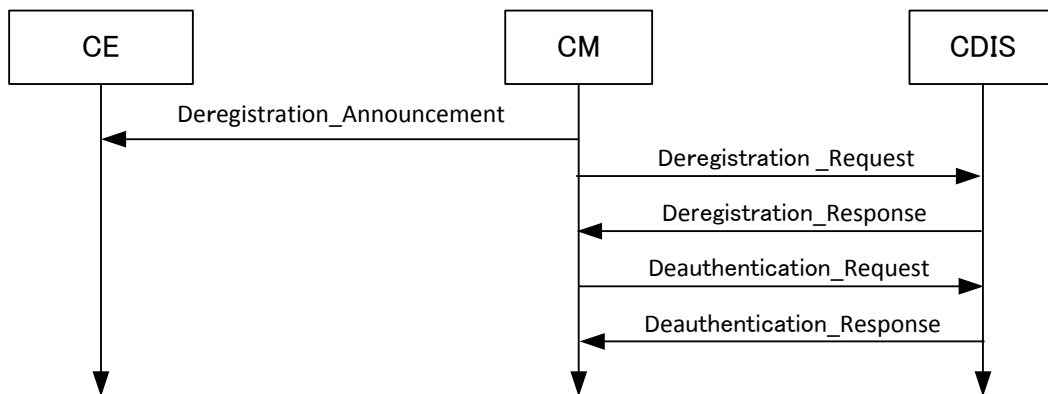 CE
CM
CDIS
Deregistration_Announcement
Deregistration _Request
Deregistration_Response
Deauthentication_Request
Deauthentication_Response